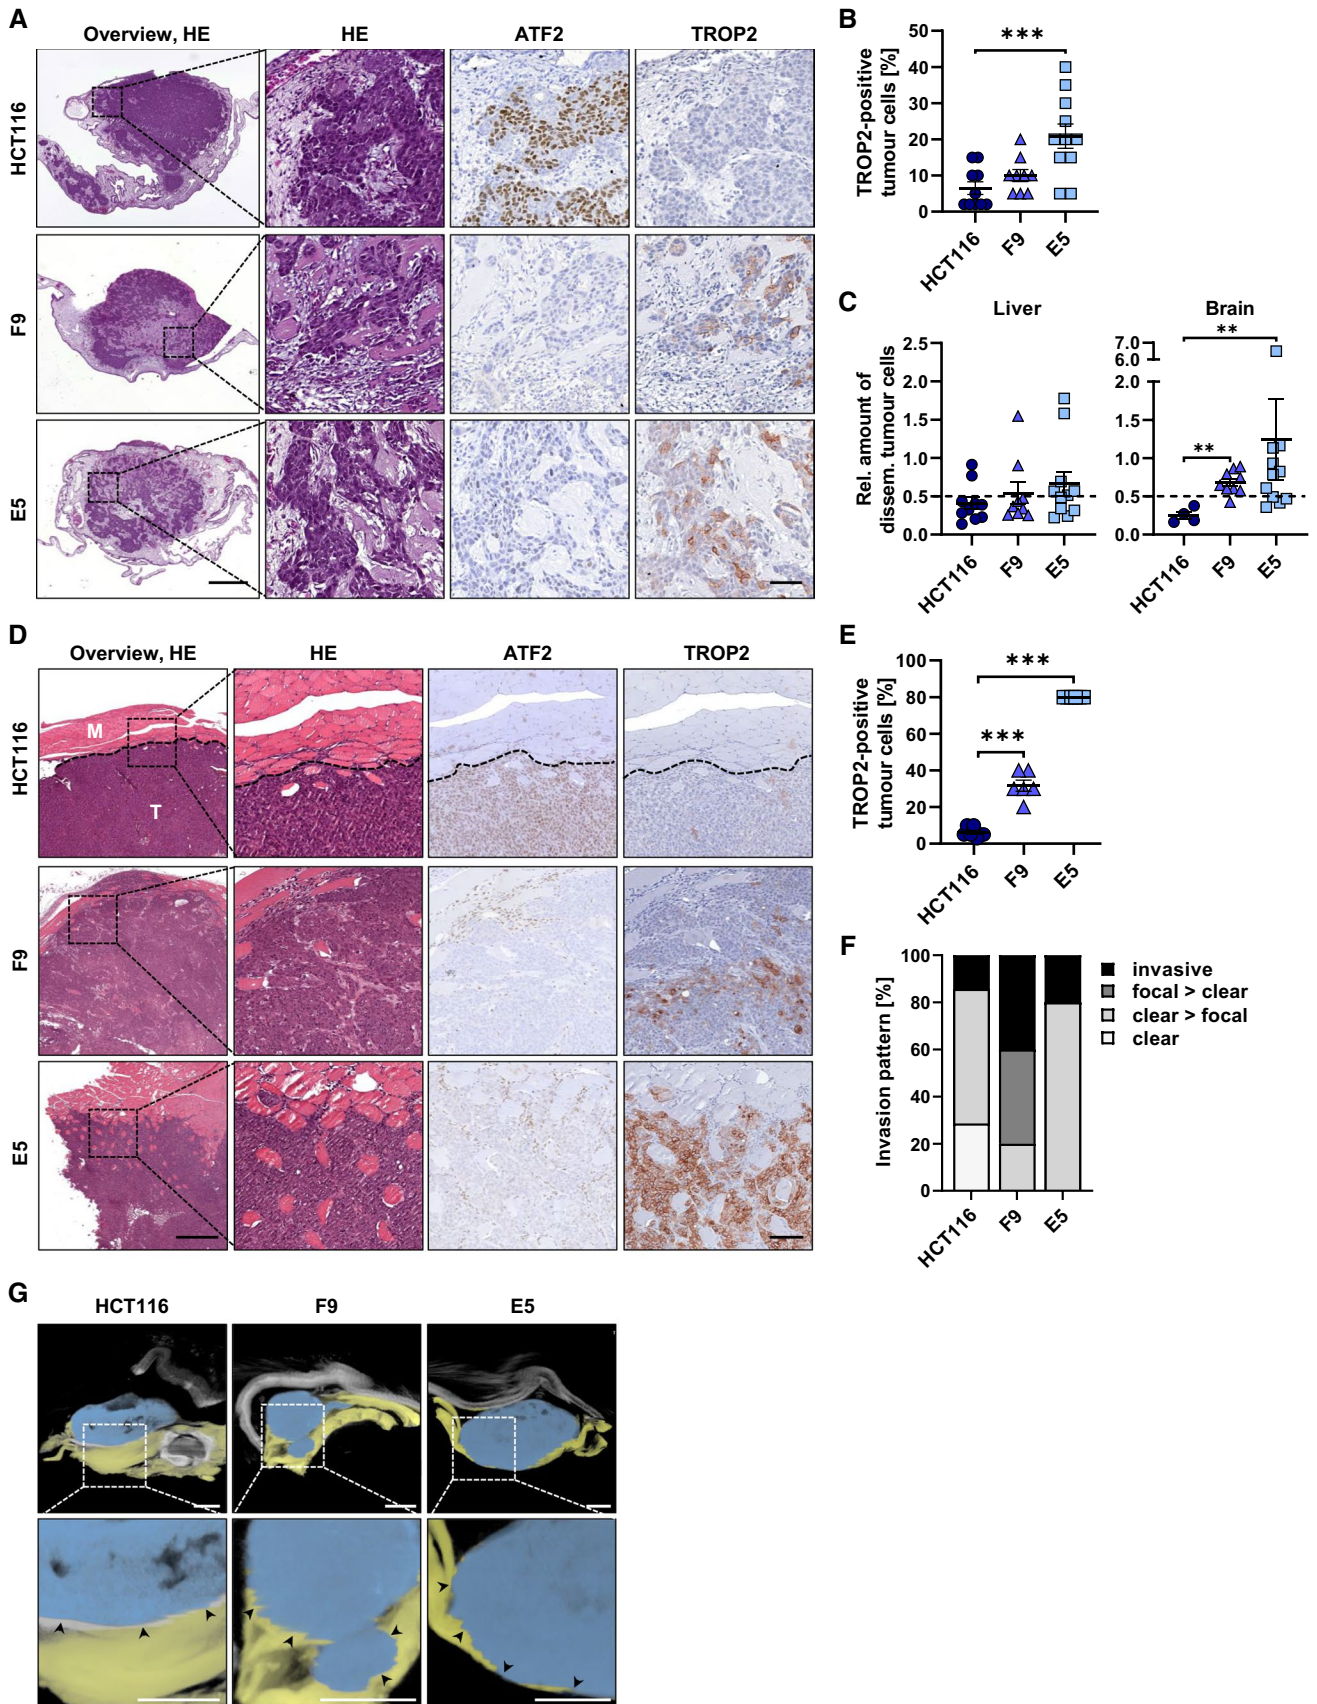 A
Overview, HE HE ATF2 TROP2
HCT116
F9
E5
B
TROP2-positive
tumour cells [%]
50
40
30
20
10
0
***
HCT116 F9 E5
C
Liver Brain
Rel. amount of
dissem. tumour cells
2.5
2.0
1.5
1.0
0.5
0.0
HCT116 F9 E5
7.0
6.0
2.0
1.5
1.0
0.5
0.0
**
**
HCT116 F9 E5
D
Overview, HE HE ATF2 TROP2
HCT116
M
T
F9
E5
E
TROP2-positive
tumour cells [%]
100
80
60
40
20
0
***
***
HCT116 F9 E5
F
Invasion pattern [%]
100
80
60
40
20
0
HCT116 F9 E5
invasive
focal > clear
clear > focal
clear
G
HCT116 F9 E5